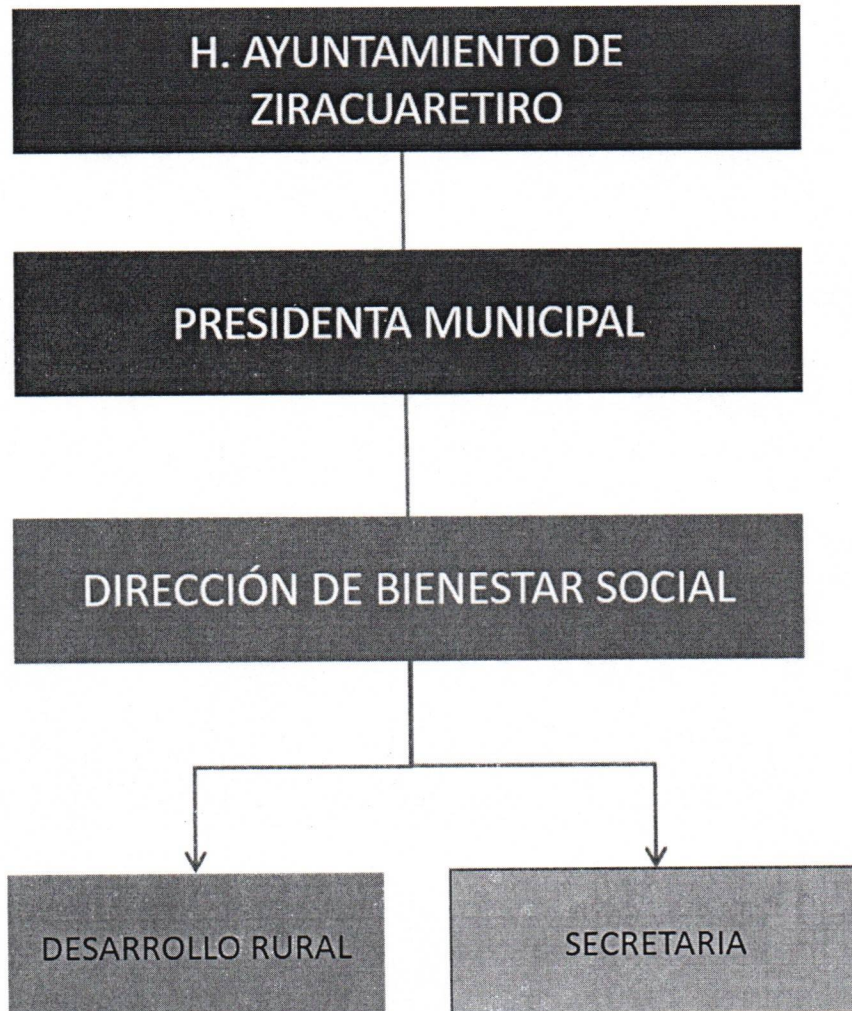 H. AYUNTAMIENTO DE
ZIRACUARETIRO
PRESIDENTA MUNICIPAL
DIRECCIÓN DE BIENESTAR SOCIAL
DESARROLLO RURAL
SECRETARIA